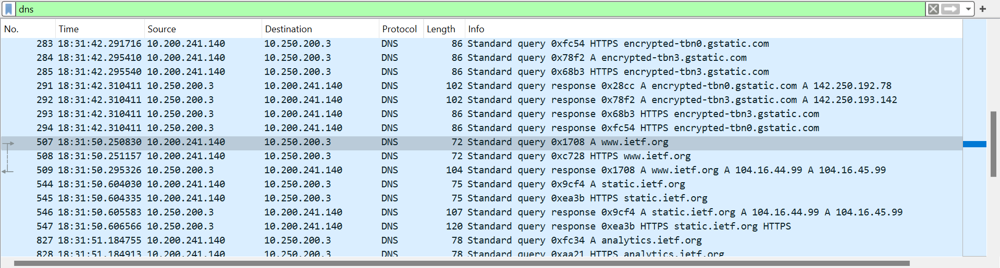 dns
No. Time Source Destination Protocol Length Info
283 18:31:42.291716 10.200.241.140 10.250.200.3 DNS 86 Standard query 0xfc54 HTTPS encrypted-tbn0.gstatic.com
284 18:31:42.295410 10.200.241.140 10.250.200.3 DNS 86 Standard query 0x78f2 A encrypted-tbn3.gstatic.com
285 18:31:42.295540 10.200.241.140 10.250.200.3 DNS 86 Standard query 0x68b3 HTTPS encrypted-tbn3.gstatic.com
291 18:31:42.310411 10.250.200.3 10.200.241.140 DNS 102 Standard query response 0x28cc A encrypted-tbn0.gstatic.com A 142.250.192.78
292 18:31:42.310411 10.250.200.3 10.200.241.140 DNS 102 Standard query response 0x78f2 A encrypted-tbn3.gstatic.com A 142.250.193.142
293 18:31:42.310411 10.250.200.3 10.200.241.140 DNS 86 Standard query response 0x68b3 HTTPS encrypted-tbn3.gstatic.com
294 18:31:42.310411 10.250.200.3 10.200.241.140 DNS 86 Standard query response 0xfc54 HTTPS encrypted-tbn0.gstatic.com
507 18:31:50.250830 10.200.241.140 10.250.200.3 DNS 72 Standard query 0x1708 A www.ietf.org
508 18:31:50.251157 10.200.241.140 10.250.200.3 DNS 72 Standard query 0xc728 HTTPS www.ietf.org
509 18:31:50.295326 10.250.200.3 10.200.241.140 DNS 104 Standard query response 0x1708 A www.ietf.org A 104.16.44.99 A 104.16.45.99
544 18:31:50.604030 10.200.241.140 10.250.200.3 DNS 75 Standard query 0x9cf4 A static.ietf.org
545 18:31:50.604335 10.200.241.140 10.250.200.3 DNS 75 Standard query 0xea3b HTTPS static.ietf.org
546 18:31:50.605583 10.250.200.3 10.200.241.140 DNS 107 Standard query response 0x9cf4 A static.ietf.org A 104.16.44.99 A 104.16.45.99
547 18:31:50.606566 10.250.200.3 10.200.241.140 DNS 120 Standard query response 0xea3b HTTPS static.ietf.org HTTPS
827 18:31:51.184755 10.200.241.140 10.250.200.3 DNS 78 Standard query 0xfc34 A analytics.ietf.org
828 18:31:51.184913 10.200.241.140 10.250.200.3 DNS 78 Standard query 0xaa21 HTTPS analytics.ietf.org